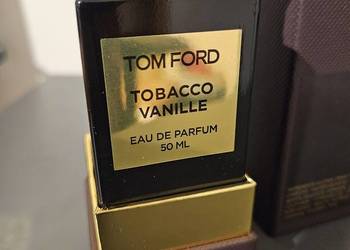 TOM FORD
TOBACCO
VANILLE
EAU DE PARFUM
50 ML